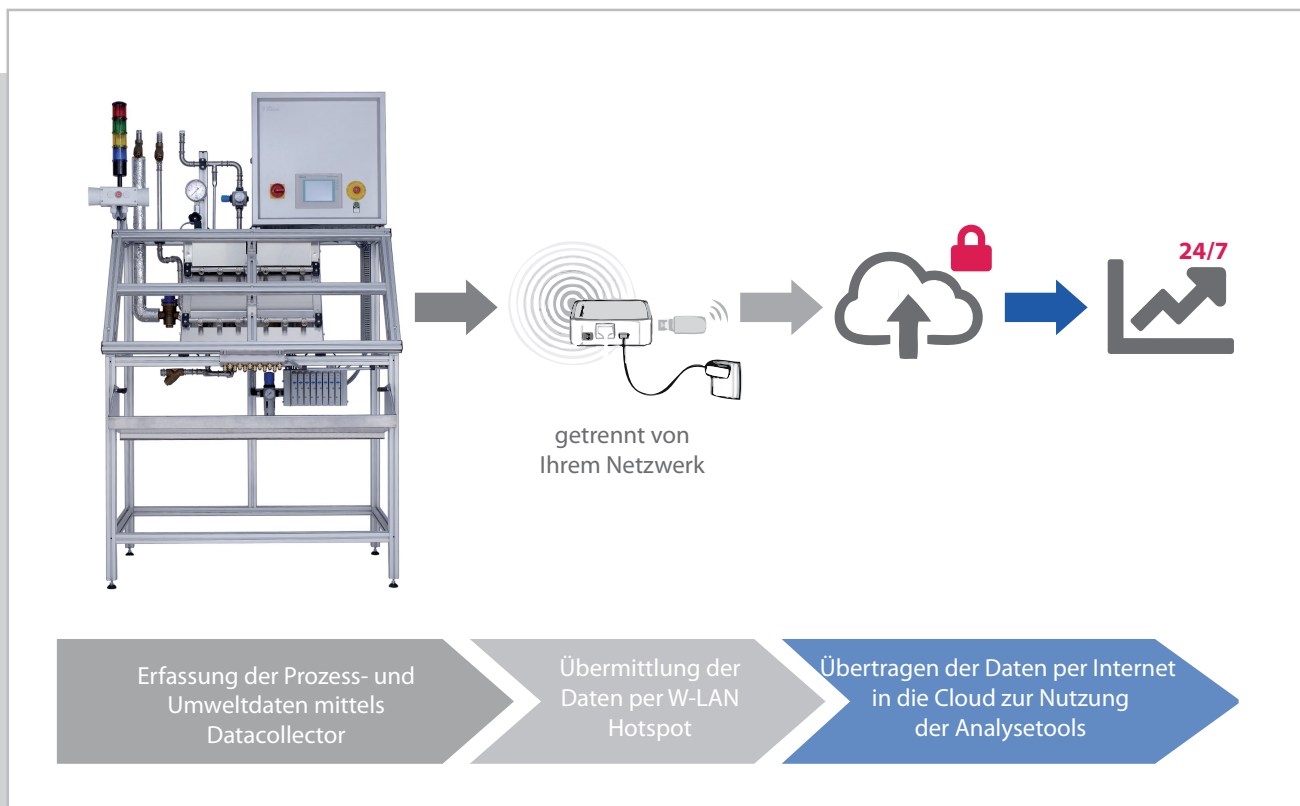 24/7
getrennt von
Ihrem Netzwerk
Erfassung der Prozess- und
Umweltdaten mittels
Datacollector
Übermittlung der
Daten per W-LAN
Hotspot
Übertragen der Daten per Internet
in die Cloud zur Nutzung
der Analysetools